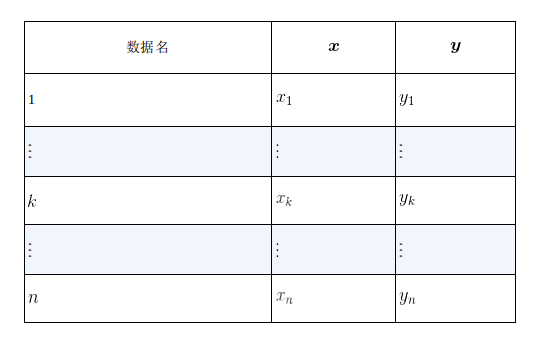 数据名 x y
1 x₁ y₁
⋮ ⋮ ⋮
k xₖ yₖ
⋮ ⋮ ⋮
n xₙ yₙ